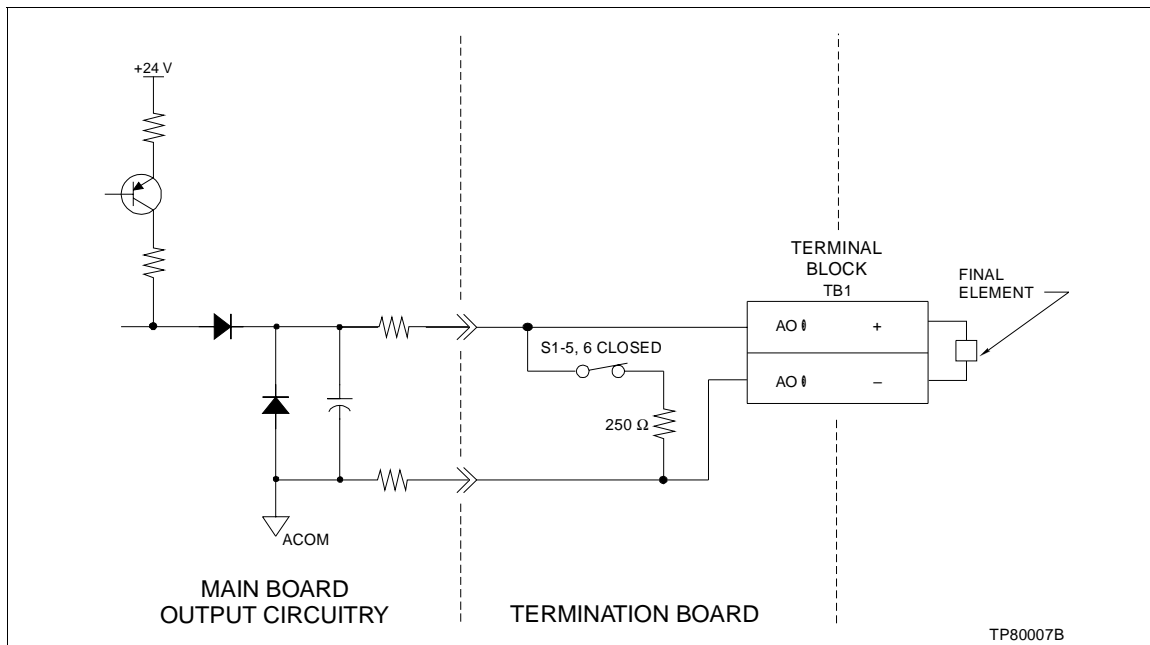 +24 V
TERMINAL
BLOCK
TB1
FINAL
ELEMENT
AO +
S1-5, 6 CLOSED
AO –
250 Ω
ACOM
MAIN BOARD
OUTPUT CIRCUITRY
TERMINATION BOARD
TP80007B